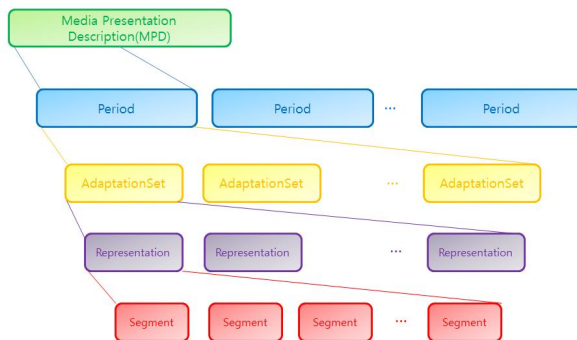 Media Presentation
Description(MPD)
Period Period ... Period
AdaptationSet AdaptationSet ... AdaptationSet
Representation Representation ... Representation
Segment Segment Segment ... Segment